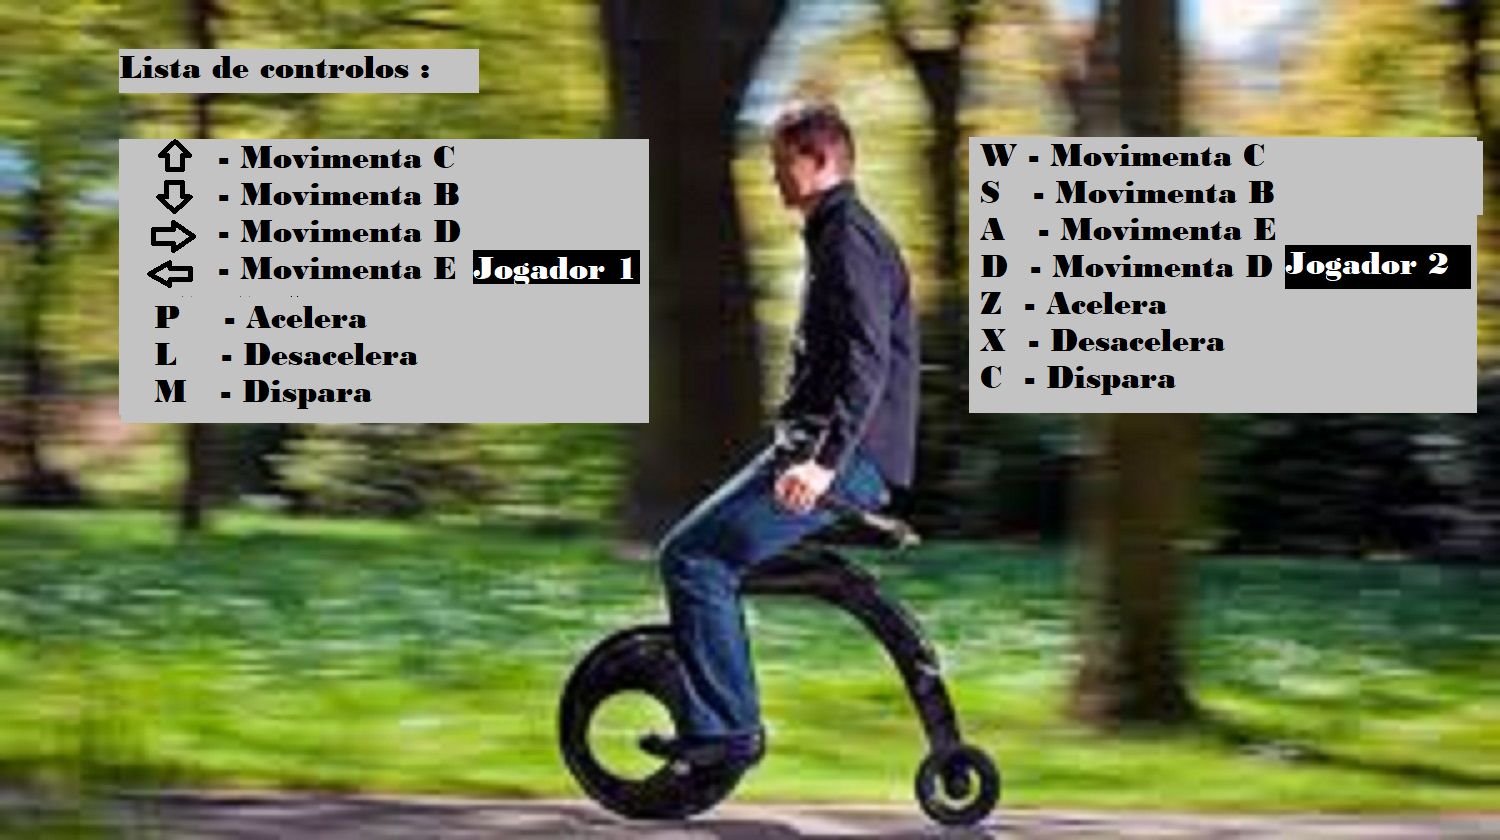 Lista de controlos :
⇧ - Movimenta C
⇩ - Movimenta B
⇨ - Movimenta D
⇦ - Movimenta E Jogador 1
P - Acelera
L - Desacelera
M - Dispara
W - Movimenta C
S - Movimenta B
A - Movimenta E
D - Movimenta D Jogador 2
Z - Acelera
X - Desacelera
C - Dispara